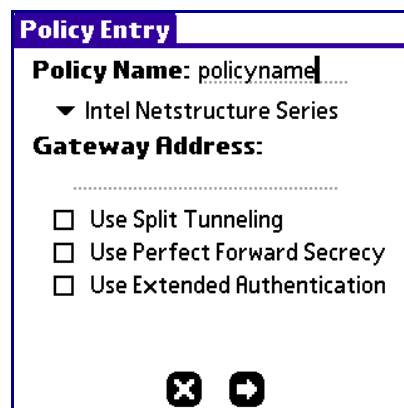 Policy Entry
Policy Name: policyname
Intel Netstructure Series
Gateway Address:
Use Split Tunneling
Use Perfect Forward Secrecy
Use Extended Authentication